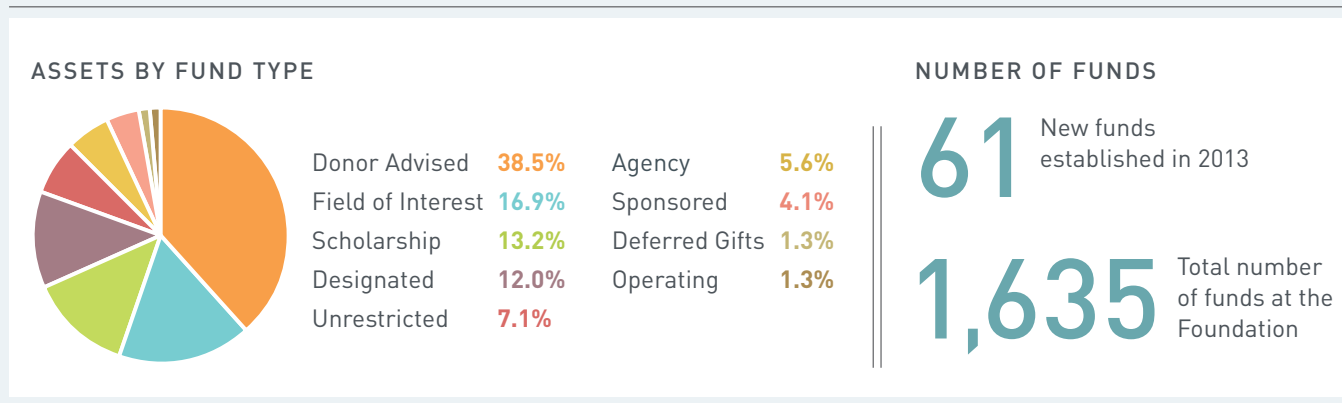 ASSETS BY FUND TYPE
Donor Advised 38.5%
Field of Interest 16.9%
Scholarship 13.2%
Designated 12.0%
Unrestricted 7.1%
Agency 5.6%
Sponsored 4.1%
Deferred Gifts 1.3%
Operating 1.3%
NUMBER OF FUNDS
61
New funds
established in 2013
1,635
Total number
of funds at the
Foundation